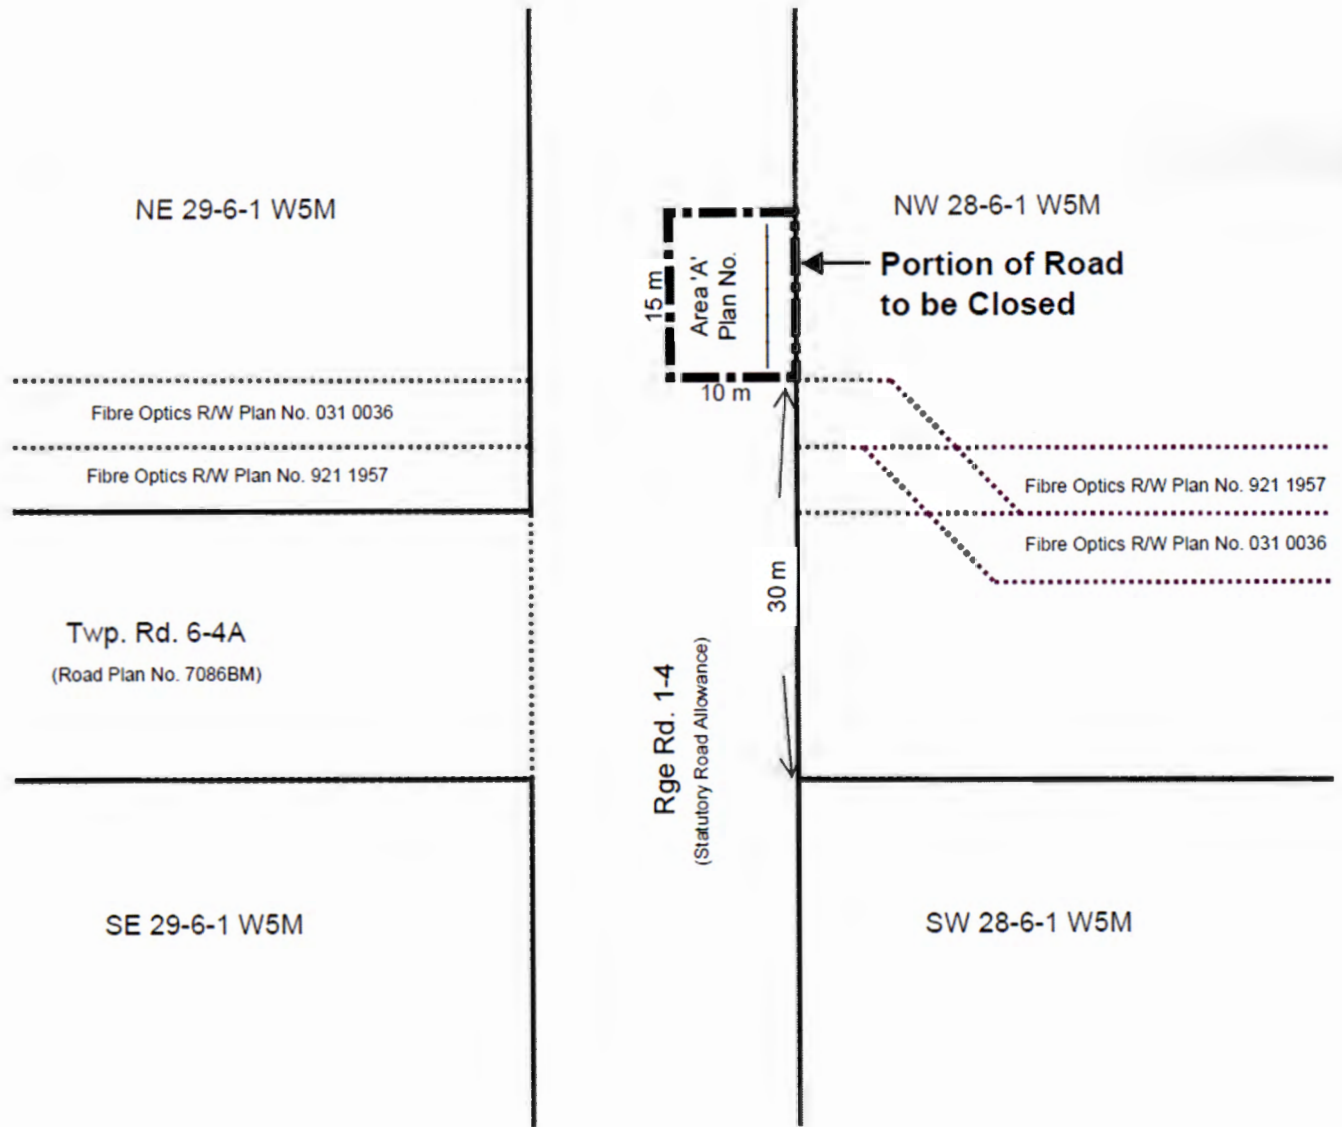 NE 29-6-1 W5M
NW 28-6-1 W5M
Portion of Road
to be Closed
15 m
Area 'A'
Plan No.
10 m
Fibre Optics R/W Plan No. 031 0036
Fibre Optics R/W Plan No. 921 1957
Fibre Optics R/W Plan No. 921 1957
Fibre Optics R/W Plan No. 031 0036
30 m
Twp. Rd. 6-4A
(Road Plan No. 7086BM)
Rge Rd. 1-4
(Statutory Road Allowance)
SE 29-6-1 W5M
SW 28-6-1 W5M